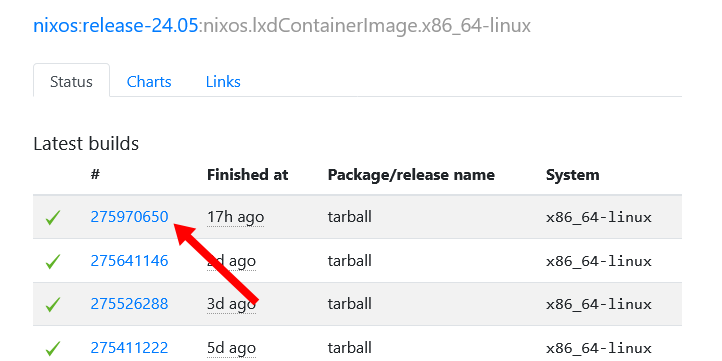 nixos:release-24.05:nixos.lxdContainerImage.x86_64-linux
Status Charts Links
Latest builds
# Finished at Package/release name System
275970650 17h ago tarball x86_64-linux
275641146 2d ago tarball x86_64-linux
275526288 3d ago tarball x86_64-linux
275411222 5d ago tarball x86_64-linux